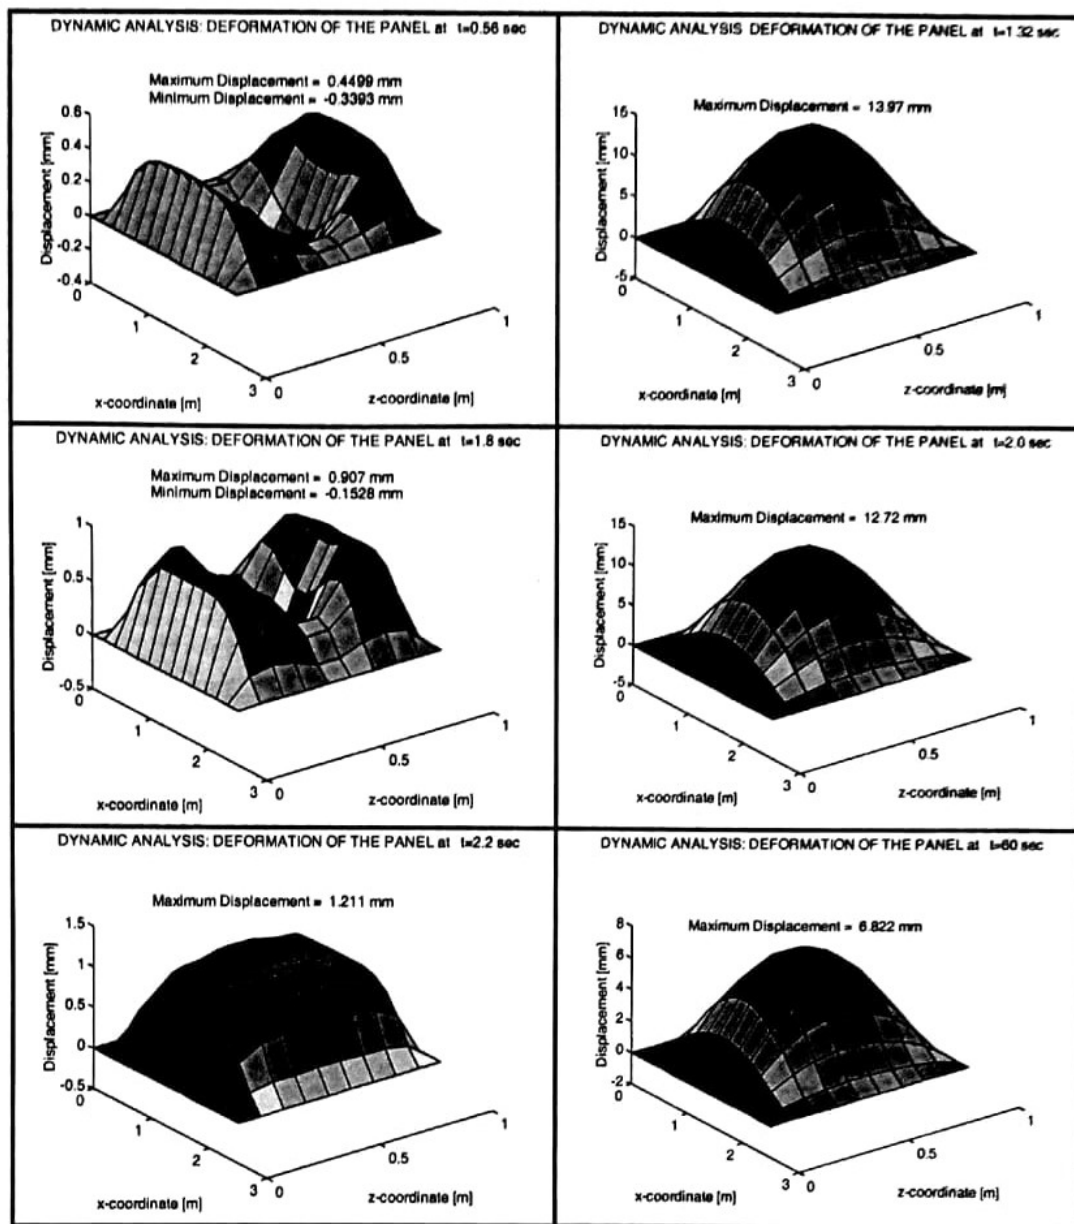 DYNAMIC ANALYSIS: DEFORMATION OF THE PANEL at t=0.56 sec
Maximum Displacement = 0.4499 mm
Minimum Displacement = -0.3393 mm
Displacement [mm]
0.6
0.4
0.2
0
-0.2
-0.4
0
1
2
3
0
0.5
1
x-coordinate [m]
z-coordinate [m]
DYNAMIC ANALYSIS DEFORMATION OF THE PANEL at t=1.32 sec
Maximum Displacement = 13.97 mm
Displacement [mm]
15
10
5
0
-5
0
1
2
3
0
0.5
1
x-coordinate [m]
z-coordinate [m]
DYNAMIC ANALYSIS: DEFORMATION OF THE PANEL at t=1.8 sec
Maximum Displacement = 0.907 mm
Minimum Displacement = -0.1528 mm
Displacement [mm]
1
0.5
0
-0.5
0
1
2
3
0
0.5
1
x-coordinate [m]
z-coordinate [m]
DYNAMIC ANALYSIS: DEFORMATION OF THE PANEL at t=2.0 sec
Maximum Displacement = 12.72 mm
Displacement [mm]
15
10
5
0
-5
0
1
2
3
0
0.5
1
x-coordinate [m]
z-coordinate [m]
DYNAMIC ANALYSIS: DEFORMATION OF THE PANEL at t=2.2 sec
Maximum Displacement = 1.211 mm
Displacement [mm]
1.5
1
0.5
0
-0.5
0
1
2
3
0
0.5
1
x-coordinate [m]
z-coordinate [m]
DYNAMIC ANALYSIS: DEFORMATION OF THE PANEL at t=60 sec
Maximum Displacement = 6.822 mm
Displacement [mm]
8
6
4
2
0
-2
0
1
2
3
0
0.5
1
x-coordinate [m]
z-coordinate [m]